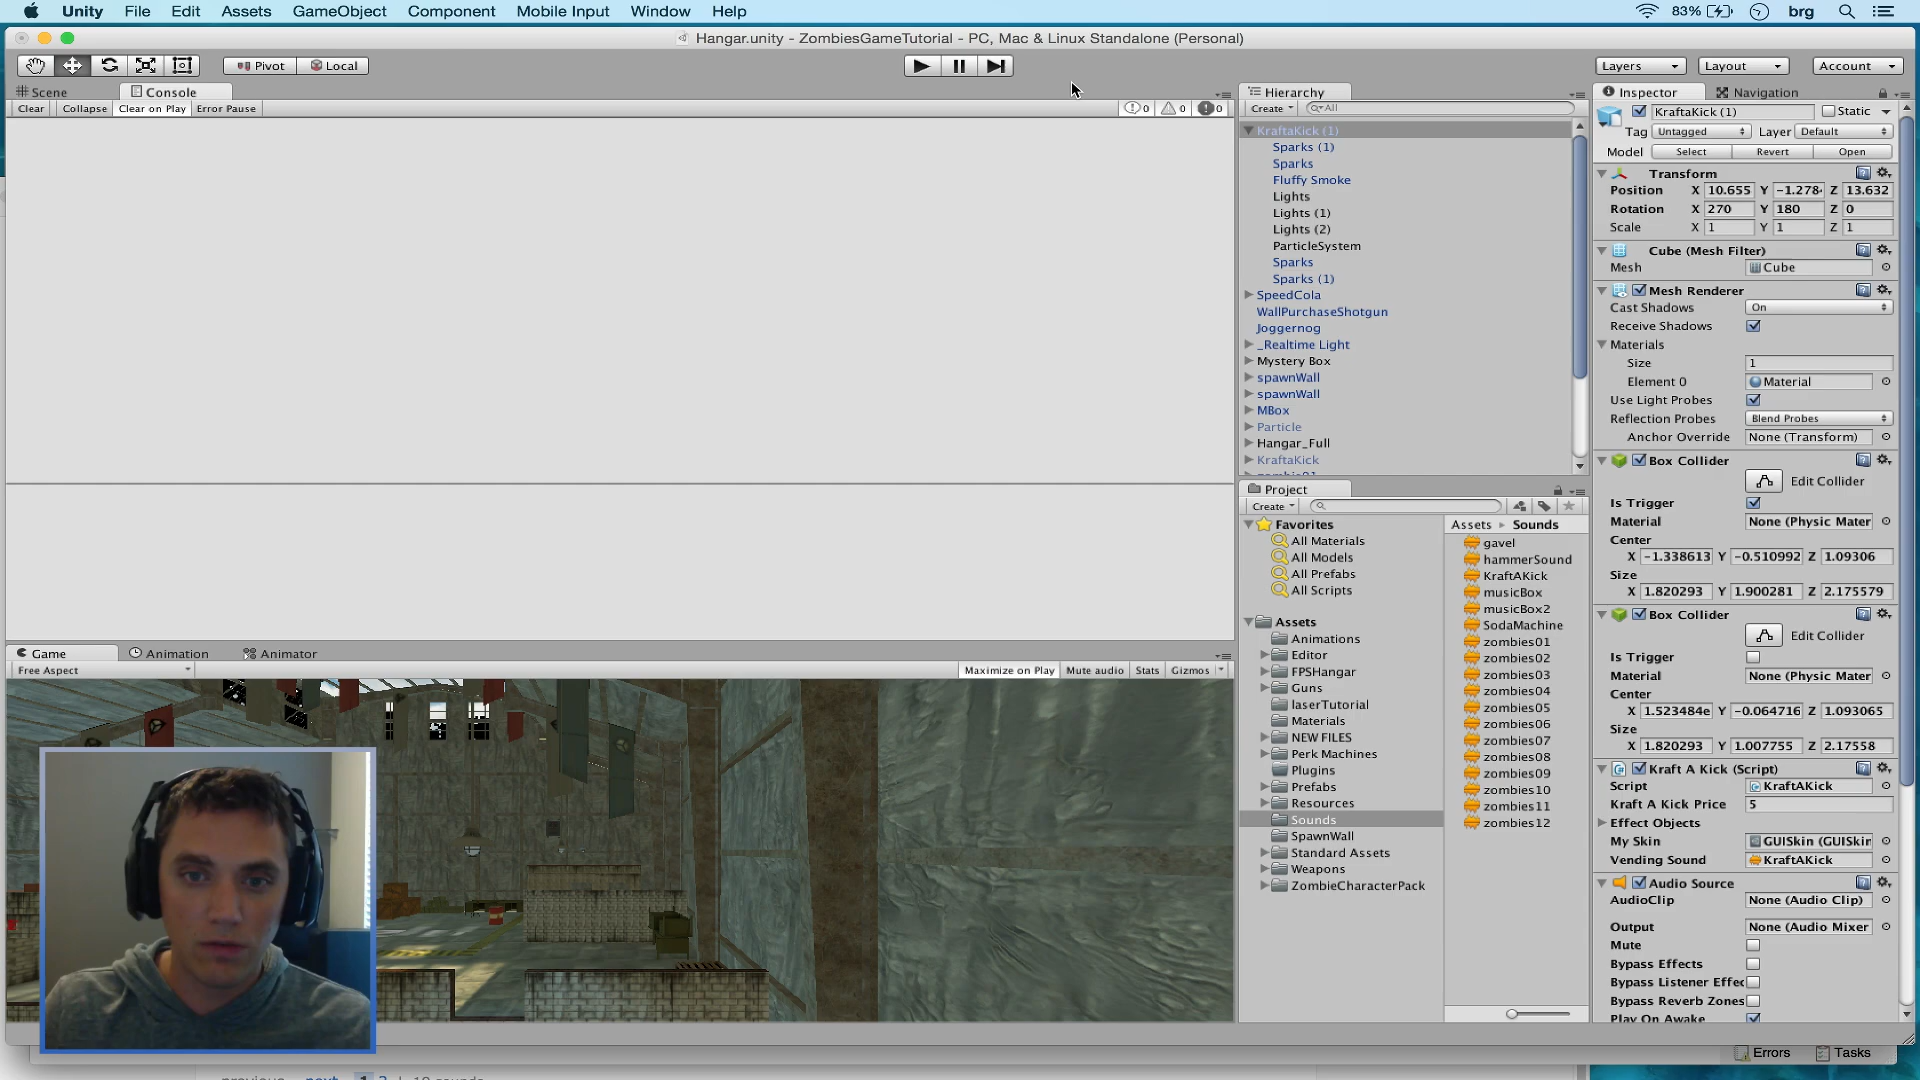 Unity File Edit Assets GameObject Component Mobile Input Window Help 83% brg
Hangar.unity - ZombiesGameTutorial - PC, Mac & Linux Standalone (Personal)
Pivot Local Layers Layout Account
Scene Console
Clear Collapse Clear on Play Error Pause 0 0 0
Hierarchy
Create All
KraftaKick (1)
Sparks (1)
Sparks
Fluffy Smoke
Lights
Lights (1)
Lights (2)
ParticleSystem
Sparks
Sparks (1)
SpeedCola
WallPurchaseShotgun
Joggernog
_Realtime Light
Mystery Box
spawnWall
spawnWall
MBox
Particle
Hangar_Full
KraftaKick
Project
Create
Favorites
All Materials
All Models
All Prefabs
All Scripts
Assets
Animations
Editor
FPSHangar
Guns
laserTutorial
Materials
NEW FILES
Perk Machines
Plugins
Prefabs
Resources
Sounds
SpawnWall
Standard Assets
Weapons
ZombieCharacterPack
Assets Sounds
gavel
hammerSound
KraftAKick
musicBox
musicBox2
SodaMachine
zombies01
zombies02
zombies03
zombies04
zombies05
zombies06
zombies07
zombies08
zombies09
zombies10
zombies11
zombies12
Inspector Navigation
KraftaKick (1) Static
Tag Untagged Layer Default
Model Select Revert Open
Transform
Position X 10.655 Y -1.278 Z 13.632
Rotation X 270 Y 180 Z 0
Scale X 1 Y 1 Z 1
Cube (Mesh Filter)
Mesh Cube
Mesh Renderer
Cast Shadows On
Receive Shadows
Materials
Size 1
Element 0 Material
Use Light Probes
Reflection Probes Blend Probes
Anchor Override None (Transform)
Box Collider
Edit Collider
Is Trigger
Material None (Physic Mater
Center
X -1.338613 Y -0.510992 Z 1.09306
Size
X 1.820293 Y 1.900281 Z 2.175579
Box Collider
Edit Collider
Is Trigger
Material None (Physic Mater
Center
X 1.523484e Y -0.064716 Z 1.093065
Size
X 1.820293 Y 1.007755 Z 2.17558
Kraft A Kick (Script)
Script KraftAKick
Kraft A Kick Price 5
Effect Objects
My Skin GUISkin (GUISkir
Vending Sound KraftAKick
Audio Source
AudioClip None (Audio Clip)
Output None (Audio Mixer
Mute
Bypass Effects
Bypass Listener Effec
Bypass Reverb Zones
Play On Awake
Game Animation Animator
Free Aspect Maximize on Play Mute audio Stats Gizmos
Errors Tasks